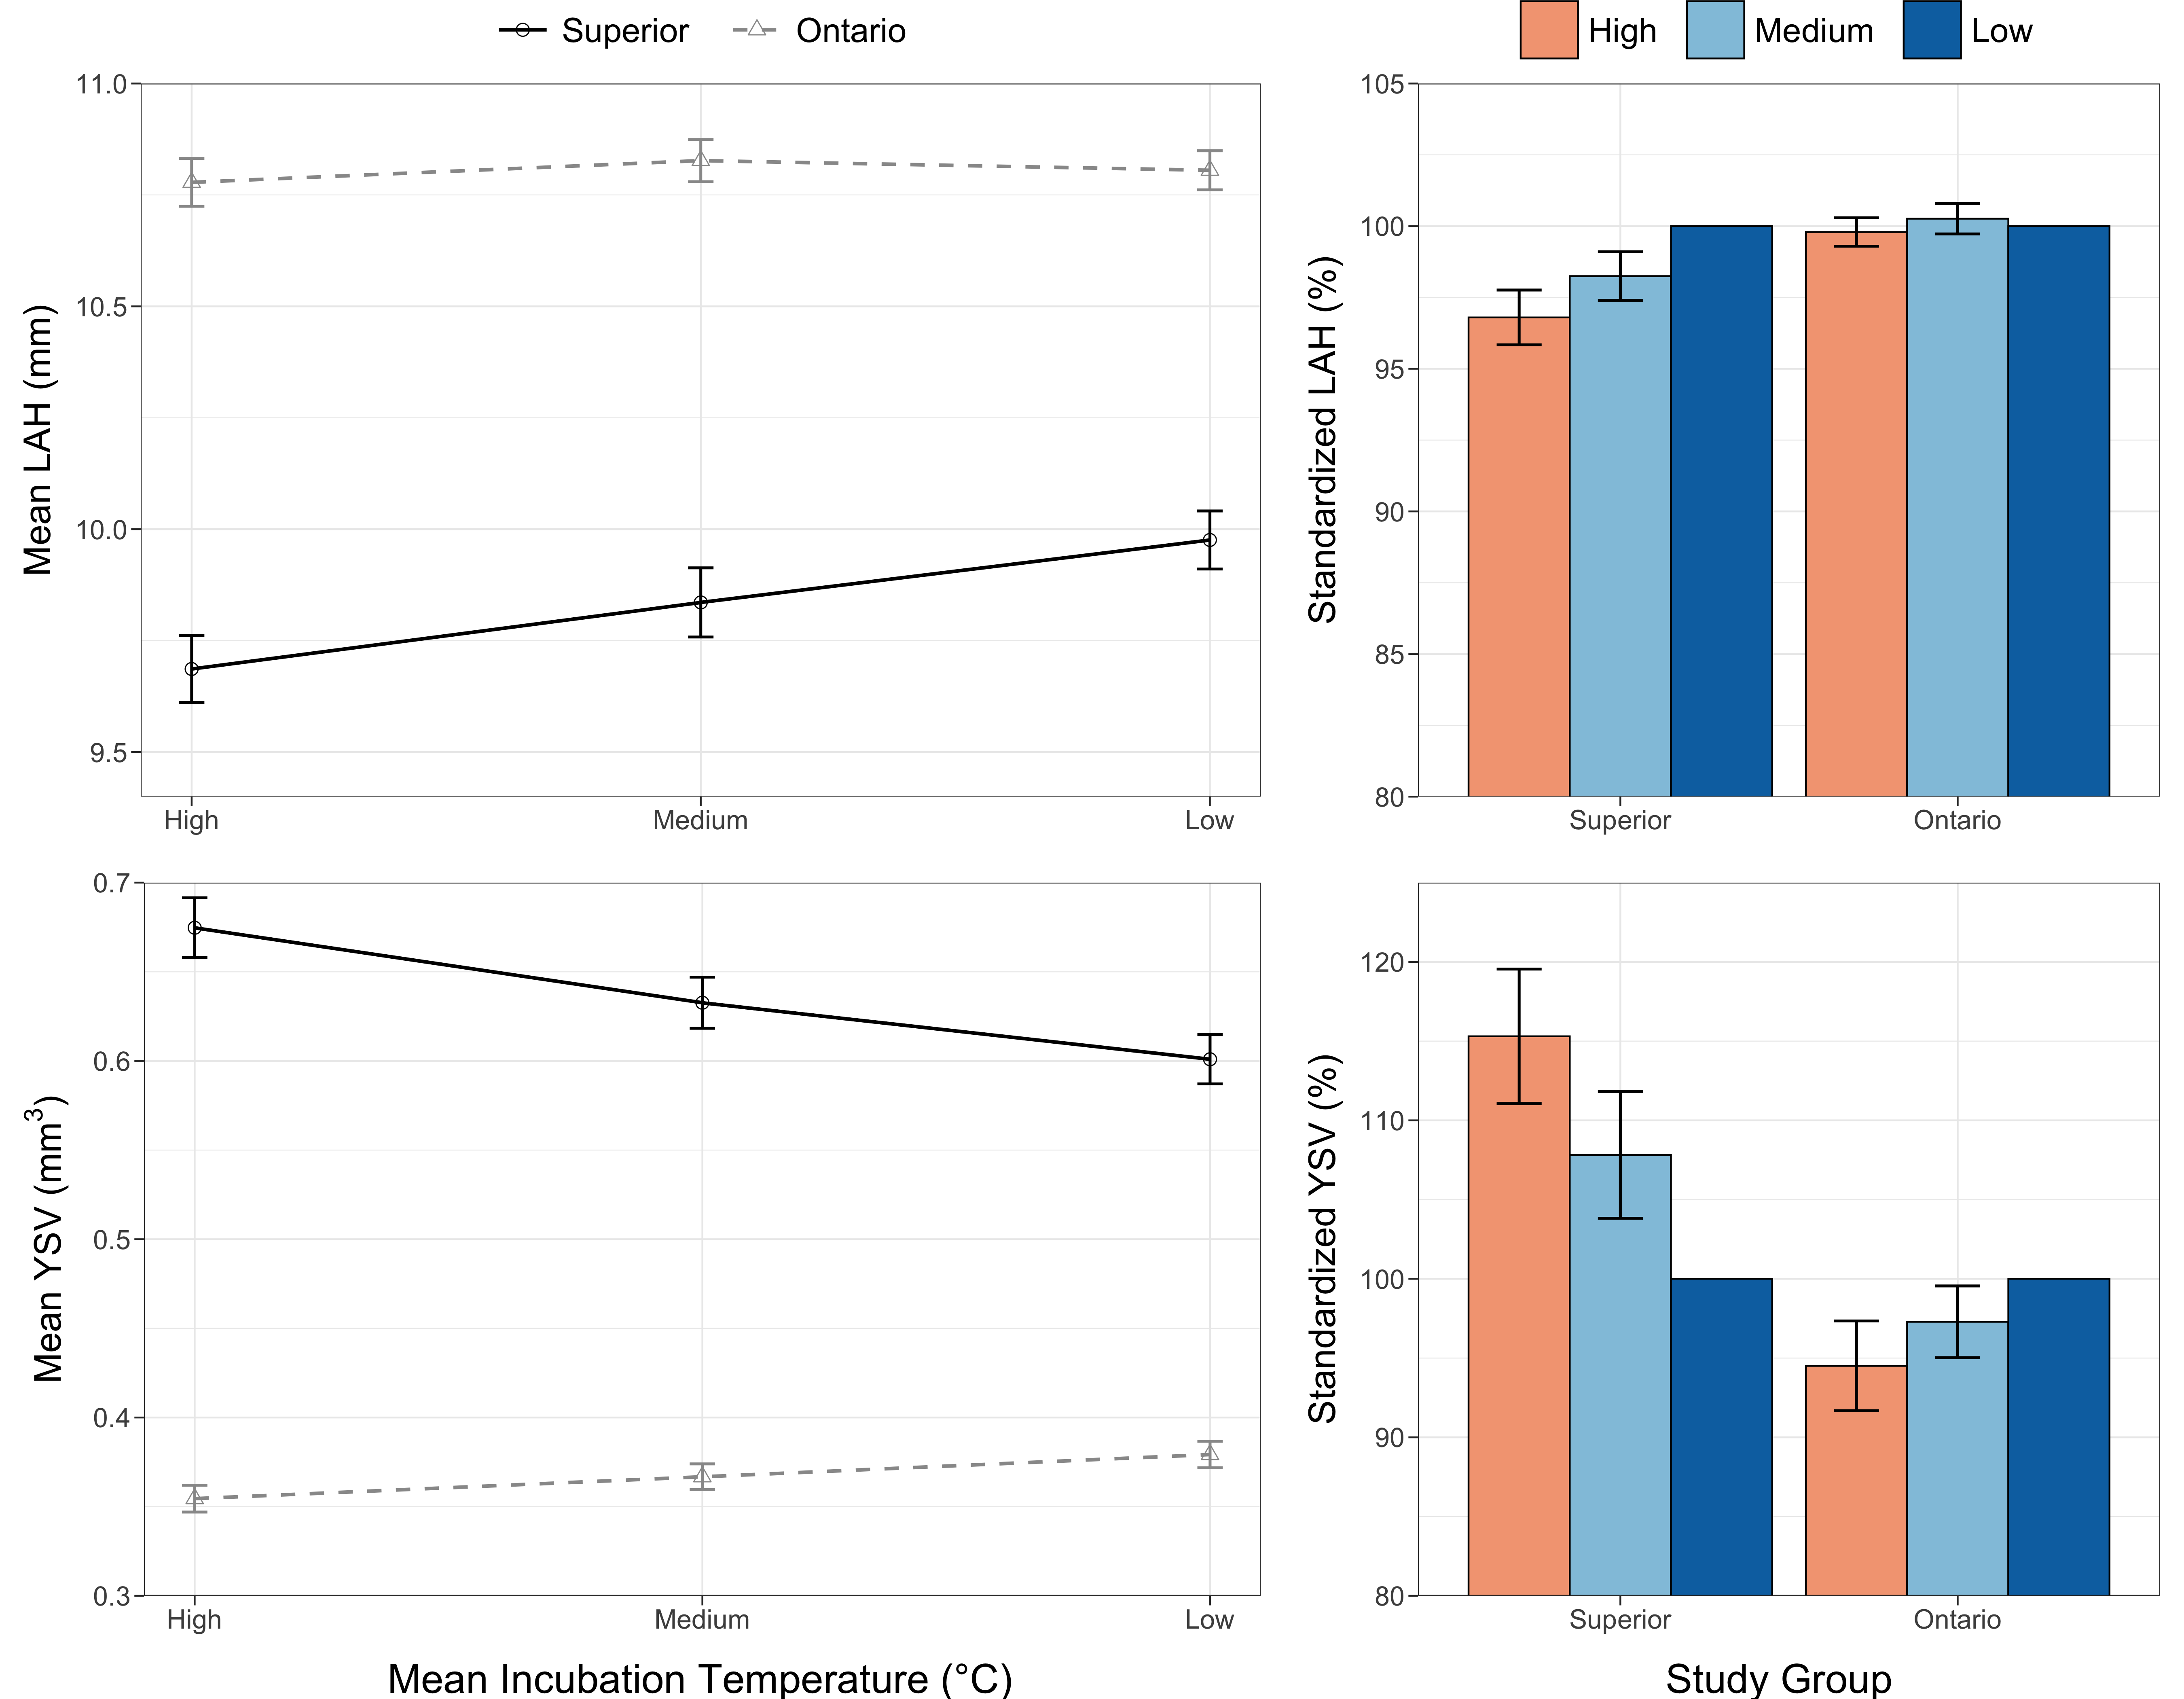 Superior Ontario
High Medium Low
Mean LAH (mm)
11.0
10.5
10.0
9.5
High Medium Low
Standardized LAH (%)
105
100
95
90
85
80
Superior Ontario
Mean YSV (mm³)
0.7
0.6
0.5
0.4
0.3
High Medium Low
Mean Incubation Temperature (°C)
Standardized YSV (%)
120
110
100
90
80
Superior Ontario
Study Group